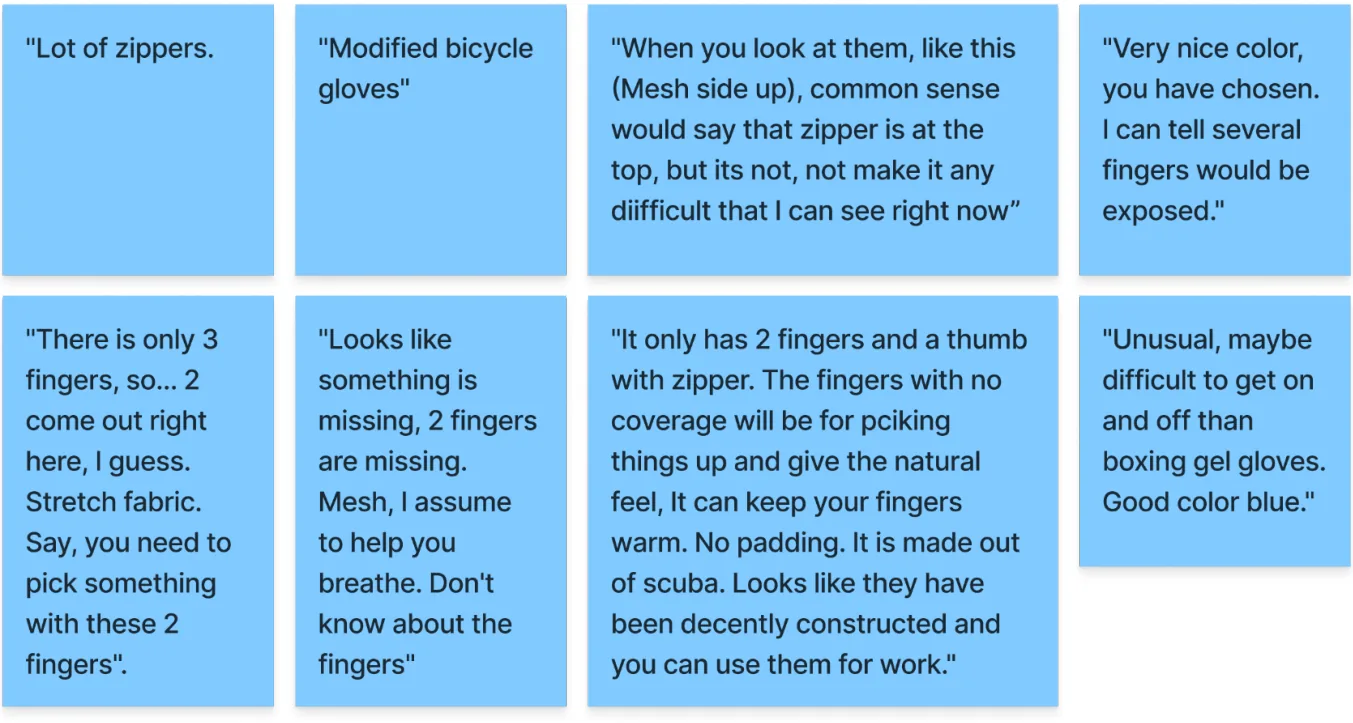 "Lot of zippers.
"Modified bicycle
gloves"
"When you look at them, like this
(Mesh side up), common sense
would say that zipper is at the
top, but its not, not make it any
diifficult that I can see right now”
"Very nice color,
you have chosen.
I can tell several
fingers would be
exposed."
"There is only 3
fingers, so... 2
come out right
here, I guess.
Stretch fabric.
Say, you need to
pick something
with these 2
fingers".
"Looks like
something is
missing, 2 fingers
are missing.
Mesh, I assume
to help you
breathe. Don't
know about the
fingers"
"It only has 2 fingers and a thumb
with zipper. The fingers with no
coverage will be for pciking
things up and give the natural
feel, It can keep your fingers
warm. No padding. It is made out
of scuba. Looks like they have
been decently constructed and
you can use them for work."
"Unusual, maybe
difficult to get on
and off than
boxing gel gloves.
Good color blue."